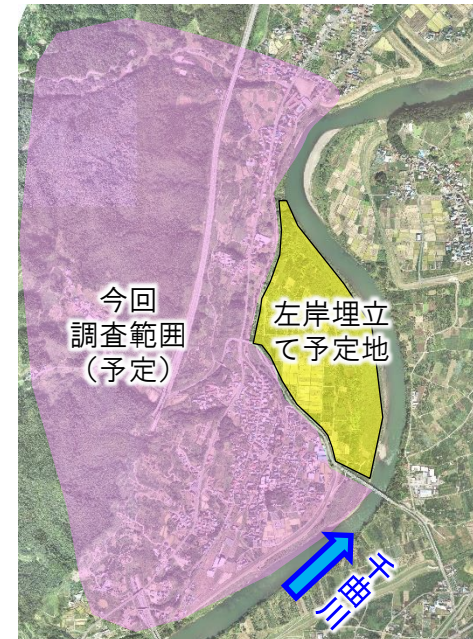 今回
調査範囲
（予定）
左岸埋立
て予定地
千曲川